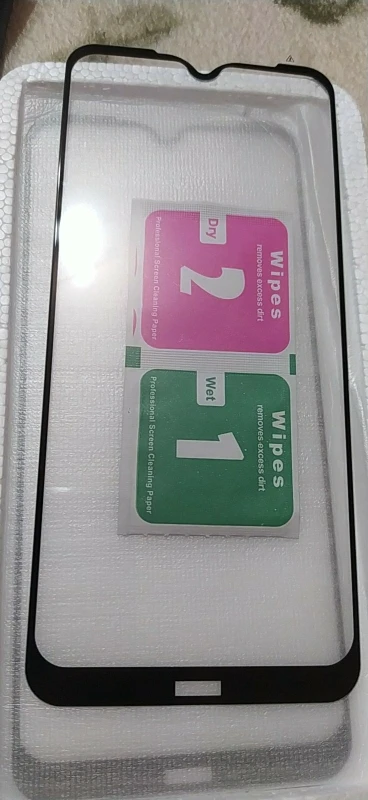 Wipes
removes excess dirt
2
Dry
Professional Screen Cleaning Paper
Wipes
removes excess dirt
1
Wet
Professional Screen Cleaning Paper